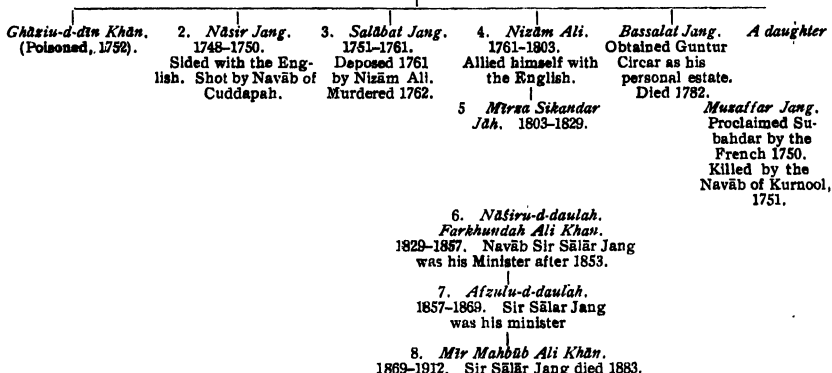 Ghāziu-d-dīn Khān.
(Poisoned, 1752).
2. Nāsir Jang.
1748–1750.
Sided with the Eng-
lish. Shot by Navāb of
Cuddapah.
3. Salābat Jang.
1751–1761.
Deposed 1761
by Nizām Ali.
Murdered 1762.
4. Nizām Ali.
1761–1803.
Allied himself with
the English.
5 Mīrza Sikandar
Jāh. 1803–1829.
Bassalat Jang.
Obtained Guntur
Circar as his
personal estate.
Died 1782.
A daughter
Muzaffar Jang.
Proclaimed Su-
bahdar by the
French 1750.
Killed by the
Navāb of Kurnool,
1751.
6. Nāṣiru-d-daulah.
Farkhundah Ali Khan.
1829–1857. Navāb Sir Sālār Jang
was his Minister after 1853.
7. Afzulu-d-daulah.
1857–1869. Sir Sālar Jang
was his minister
8. Mīr Mahbūb Ali Khān.
1869–1912. Sir Sālār Jang died 1883.